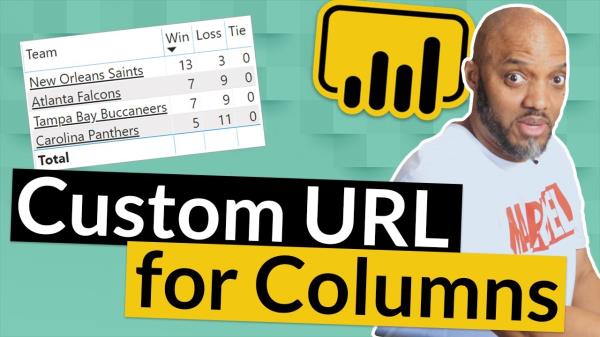 Team Win Loss Tie
New Orleans Saints 13 3 0
Atlanta Falcons 7 9 0
Tampa Bay Buccaneers 7 9 0
Carolina Panthers 5 11 0
Total
Custom URL
for Columns
MARVEL